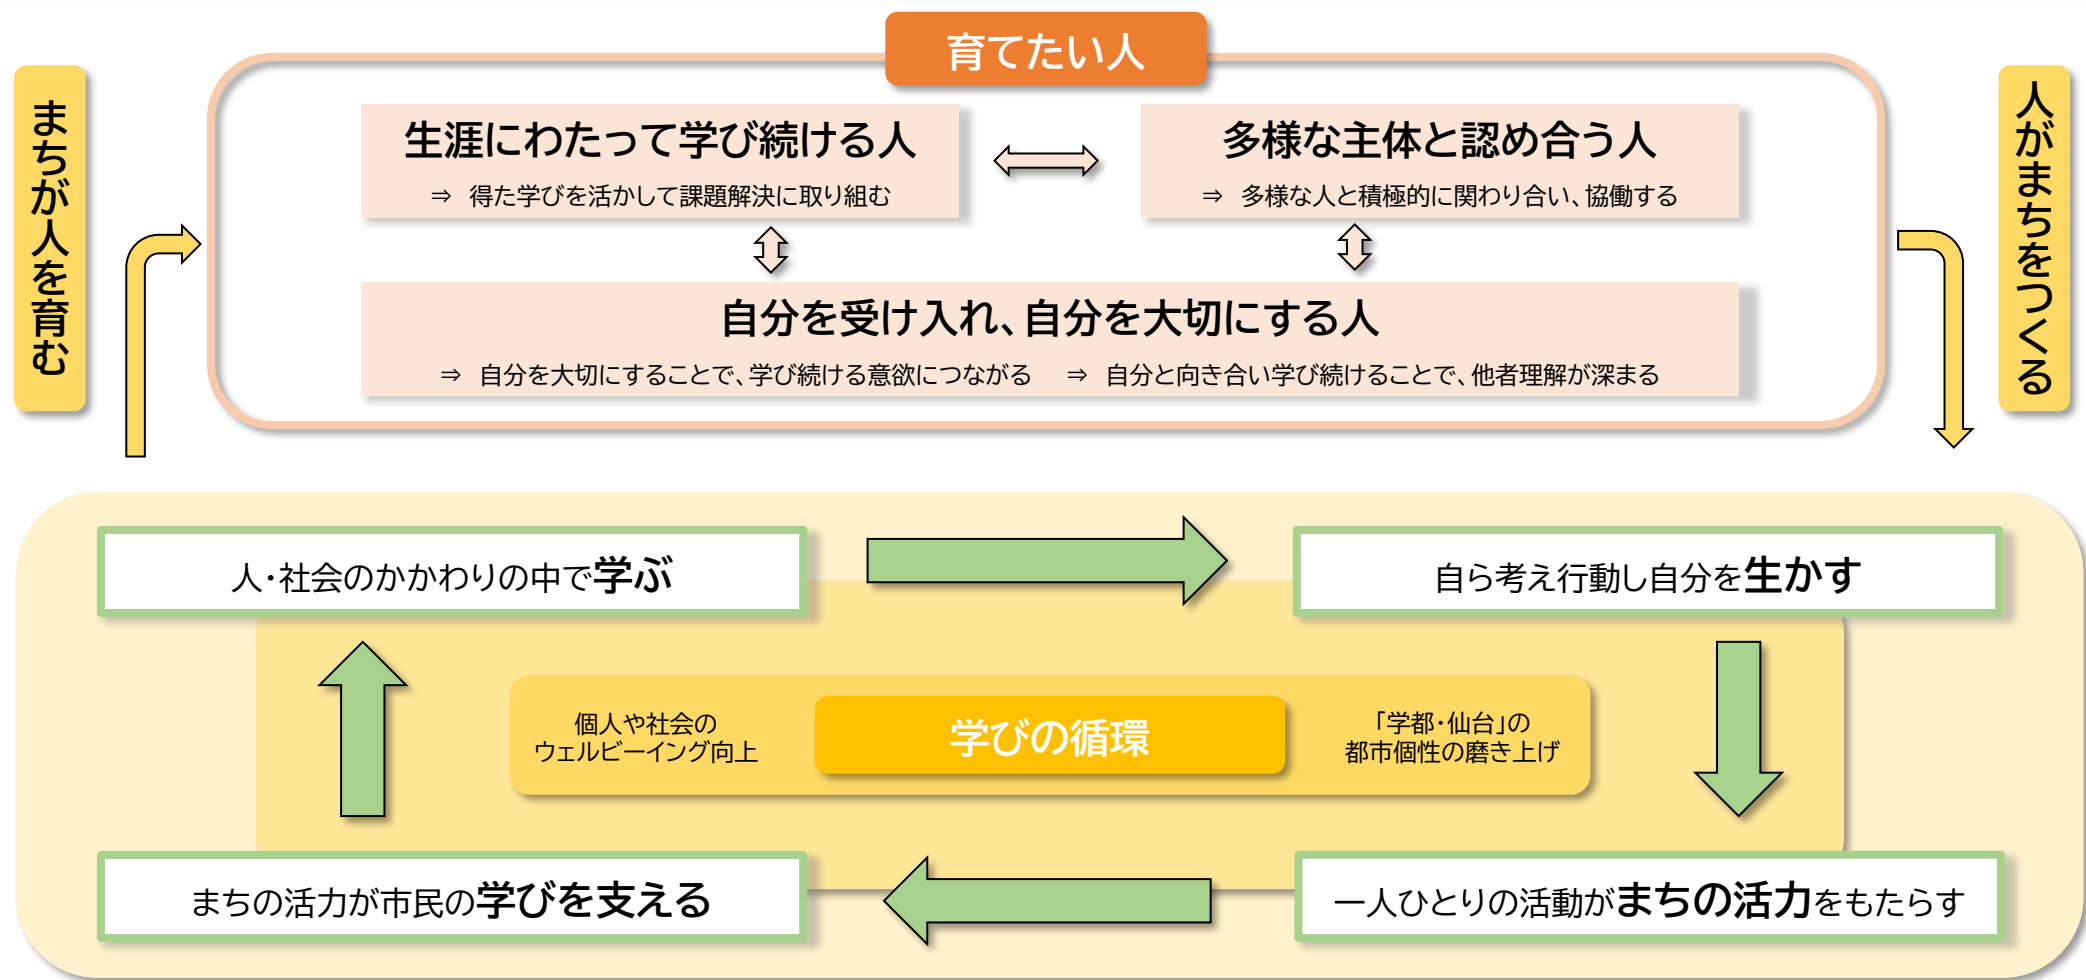 育てたい人
まちが人を育む
生涯にわたって学び続ける人
⇒ 得た学びを活かして課題解決に取り組む
多様な主体と認め合う人
⇒ 多様な人と積極的に関わり合い、協働する
自分を受け入れ、自分を大切にする人
⇒ 自分を大切にすることで、学び続ける意欲につながる ⇒ 自分と向き合い学び続けることで、他者理解が深まる
人がまちをつくる
人・社会のかかわりの中で学ぶ
自ら考え行動し自分を生かす
個人や社会の
ウェルビーイング向上
学びの循環
「学都・仙台」の
都市個性の磨き上げ
まちの活力が市民の学びを支える
一人ひとりの活動がまちの活力をもたらす